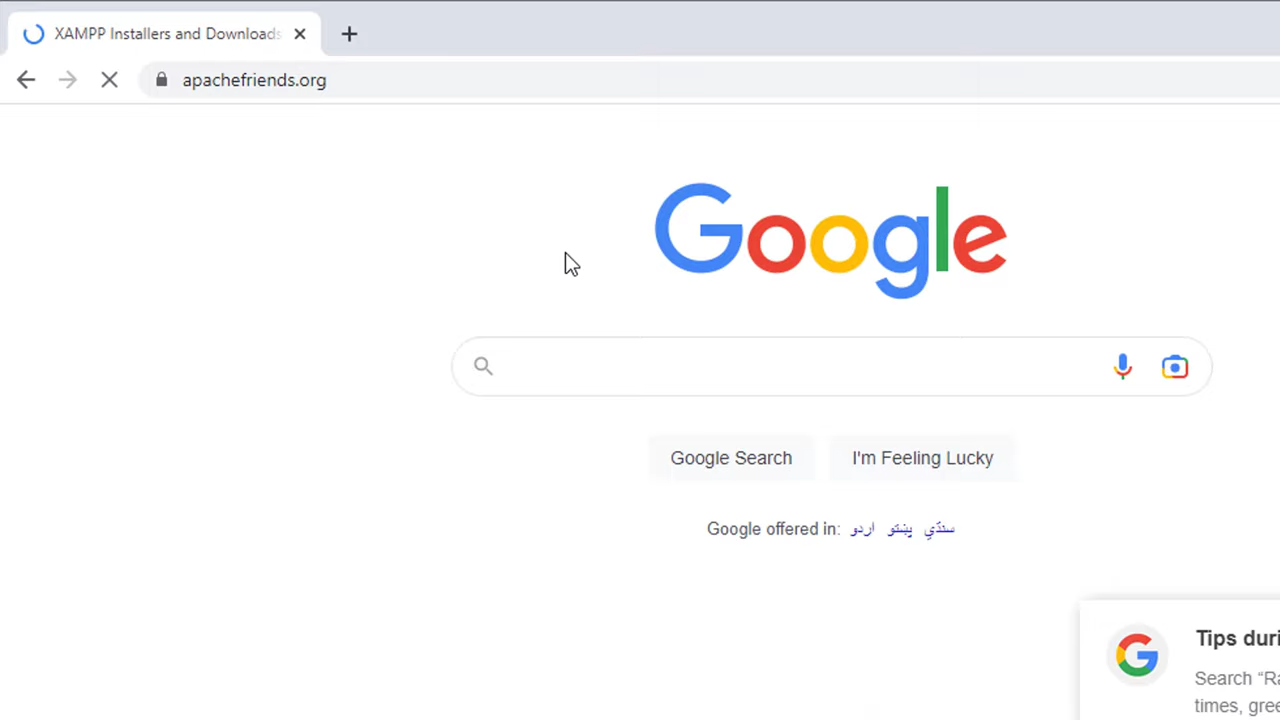 XAMPP Installers and Downloads
apachefriends.org
Google
Google Search
I'm Feeling Lucky
Google offered in: اردو پښتو سنڌي
Tips duri
Search “Ra
times, gree